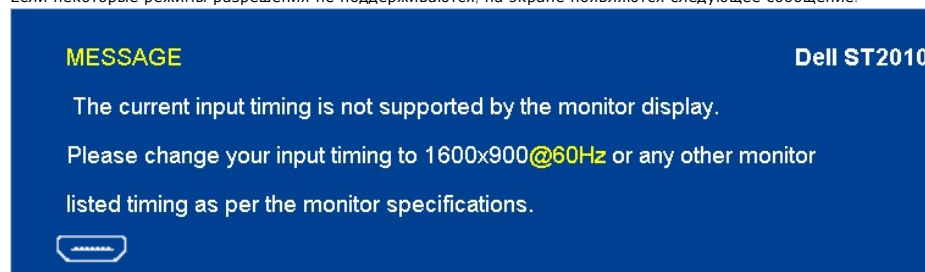 Если некоторые режимы разрешения не поддерживаются, на экране появляются следующее сообщение:
MESSAGE Dell ST2010
The current input timing is not supported by the monitor display.
Please change your input timing to 1600x900@60Hz or any other monitor
listed timing as per the monitor specifications.